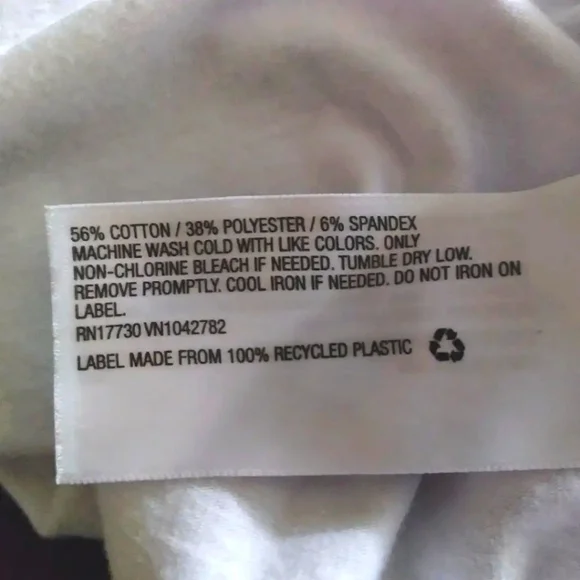 56% COTTON / 38% POLYESTER / 6% SPANDEX
MACHINE WASH COLD WITH LIKE COLORS. ONLY
NON-CHLORINE BLEACH IF NEEDED. TUMBLE DRY LOW.
REMOVE PROMPTLY. COOL IRON IF NEEDED. DO NOT IRON ON
LABEL.
RN17730 VN1042782
LABEL MADE FROM 100% RECYCLED PLASTIC